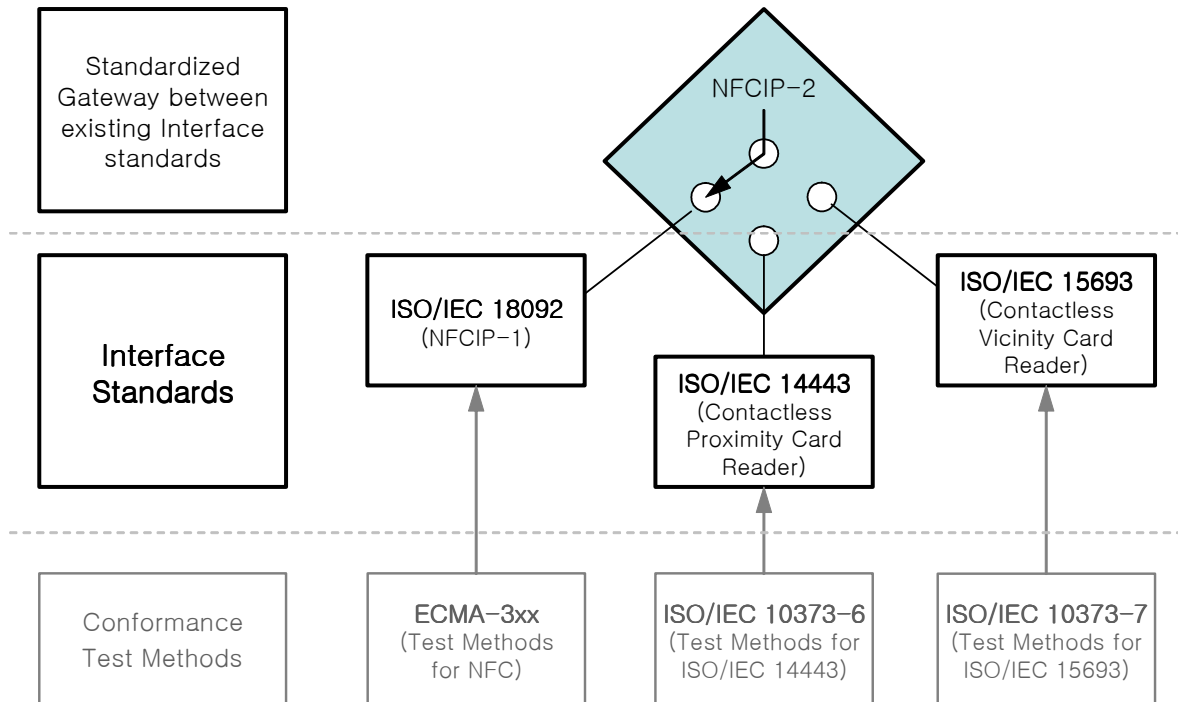 Standardized
Gateway between
existing Interface
standards
NFCIP-2
Interface
Standards
ISO/IEC 18092
(NFCIP-1)
ISO/IEC 14443
(Contactless
Proximity Card
Reader)
ISO/IEC 15693
(Contactless
Vicinity Card
Reader)
Conformance
Test Methods
ECMA-3xx
(Test Methods
for NFC)
ISO/IEC 10373-6
(Test Methods for
ISO/IEC 14443)
ISO/IEC 10373-7
(Test Methods for
ISO/IEC 15693)